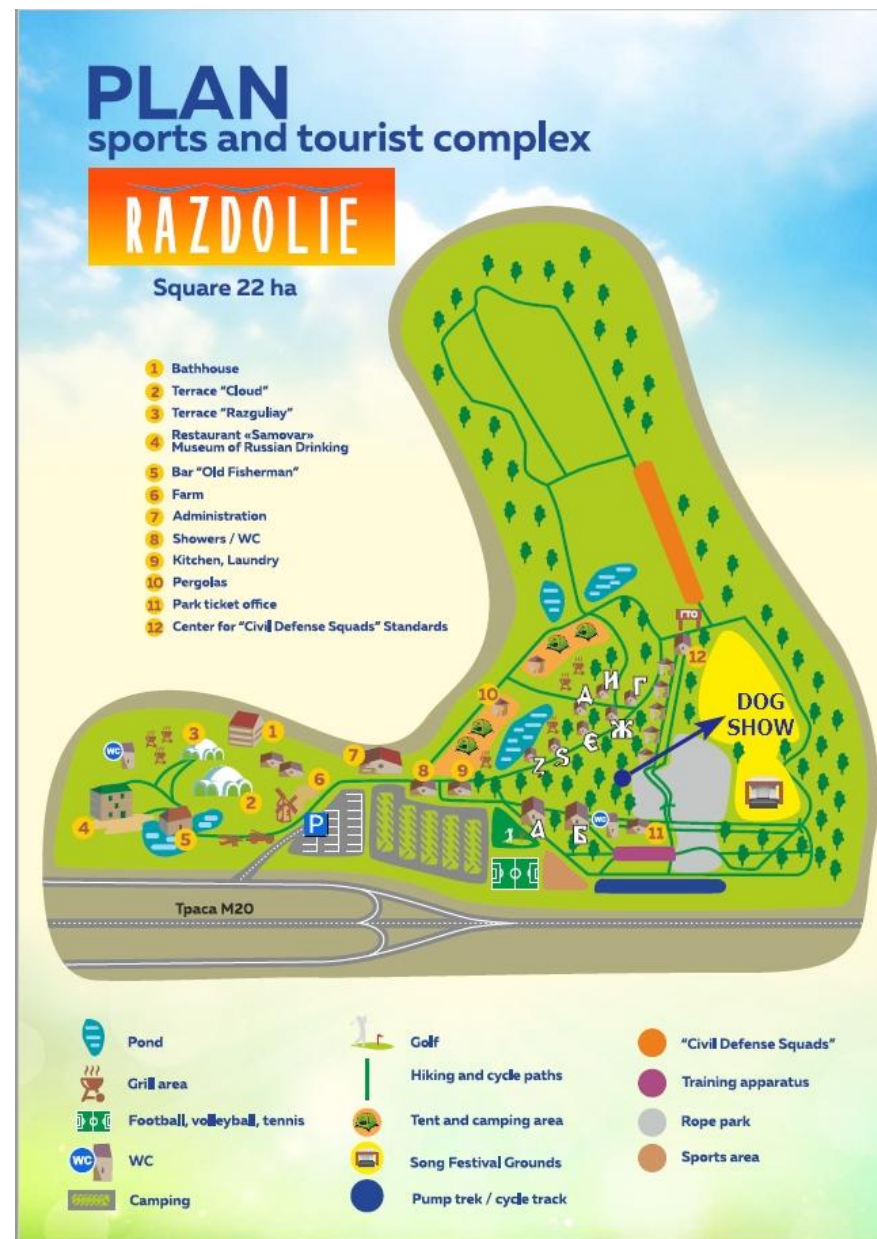 PLAN
sports and tourist complex
RAZDOLIE
Square 22 ha
1 Bathhouse
2 Terrace "Cloud"
3 Terrace "Razguliay"
4 Restaurant «Samovar»
Museum of Russian Drinking
5 Bar "Old Fisherman"
6 Farm
7 Administration
8 Showers / WC
9 Kitchen, Laundry
10 Pergolas
11 Park ticket office
12 Center for "Civil Defense Squads" Standards
ГТО
12
И
Г
Д
10
DOG
SHOW
Ж
Є
Ѕ
WC
3
1
7
8
9
6
2
4
5
P
А
Б
WC
11
Траса М20
Pond
Grill area
Football, volleyball, tennis
WC
WC
Camping
Golf
Hiking and cycle paths
Tent and camping area
Song Festival Grounds
Pump trek / cycle track
"Civil Defense Squads"
Training apparatus
Rope park
Sports area